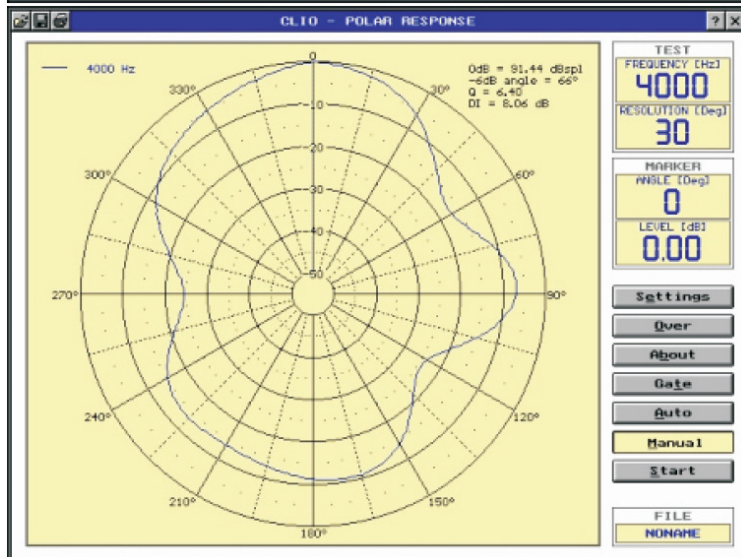 CLIO - POLAR RESPONSE
? X
4000 Hz
0dB = 91.44 dBspl
-6dB angle = 66°
Q = 6.40
DI = 8.06 dB
0
330°
30°
-10
-20
300°
60°
-30
-40
-50
270°
90°
240°
120°
210°
150°
180°
TEST
FREQUENCY [Hz]
4000
RESOLUTION [Deg]
30
MARKER
ANGLE [Deg]
0
LEVEL [dB]
0.00
Settings
Over
About
Gate
Auto
Manual
Start
FILE
NONAME